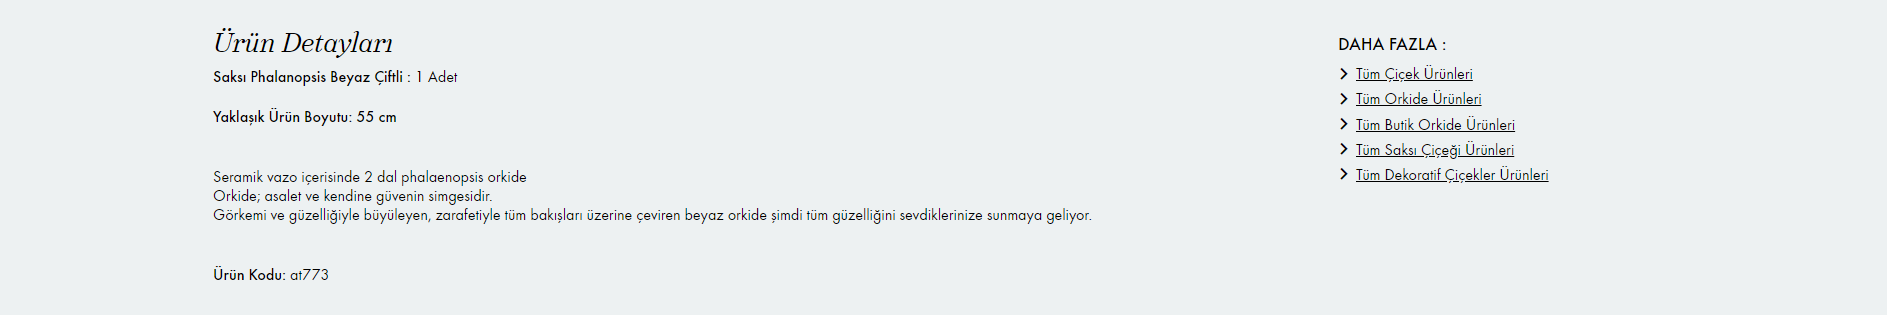 Ürün Detayları
Saksı Phalanopsis Beyaz Çiftli : 1 Adet
Yaklaşık Ürün Boyutu: 55 cm
Seramik vazo içerisinde 2 dal phalaenopsis orkide
Orkide; asalet ve kendine güvenin simgesidir.
Görkemi ve güzelliğiyle büyüleyen, zarafetiyle tüm bakışları üzerine çeviren beyaz orkide şimdi tüm güzelliğini sevdiklerinize sunmaya geliyor.
Ürün Kodu: at773
DAHA FAZLA :
Tüm Çiçek Ürünleri
Tüm Orkide Ürünleri
Tüm Butik Orkide Ürünleri
Tüm Saksı Çiçeği Ürünleri
Tüm Dekoratif Çiçekler Ürünleri